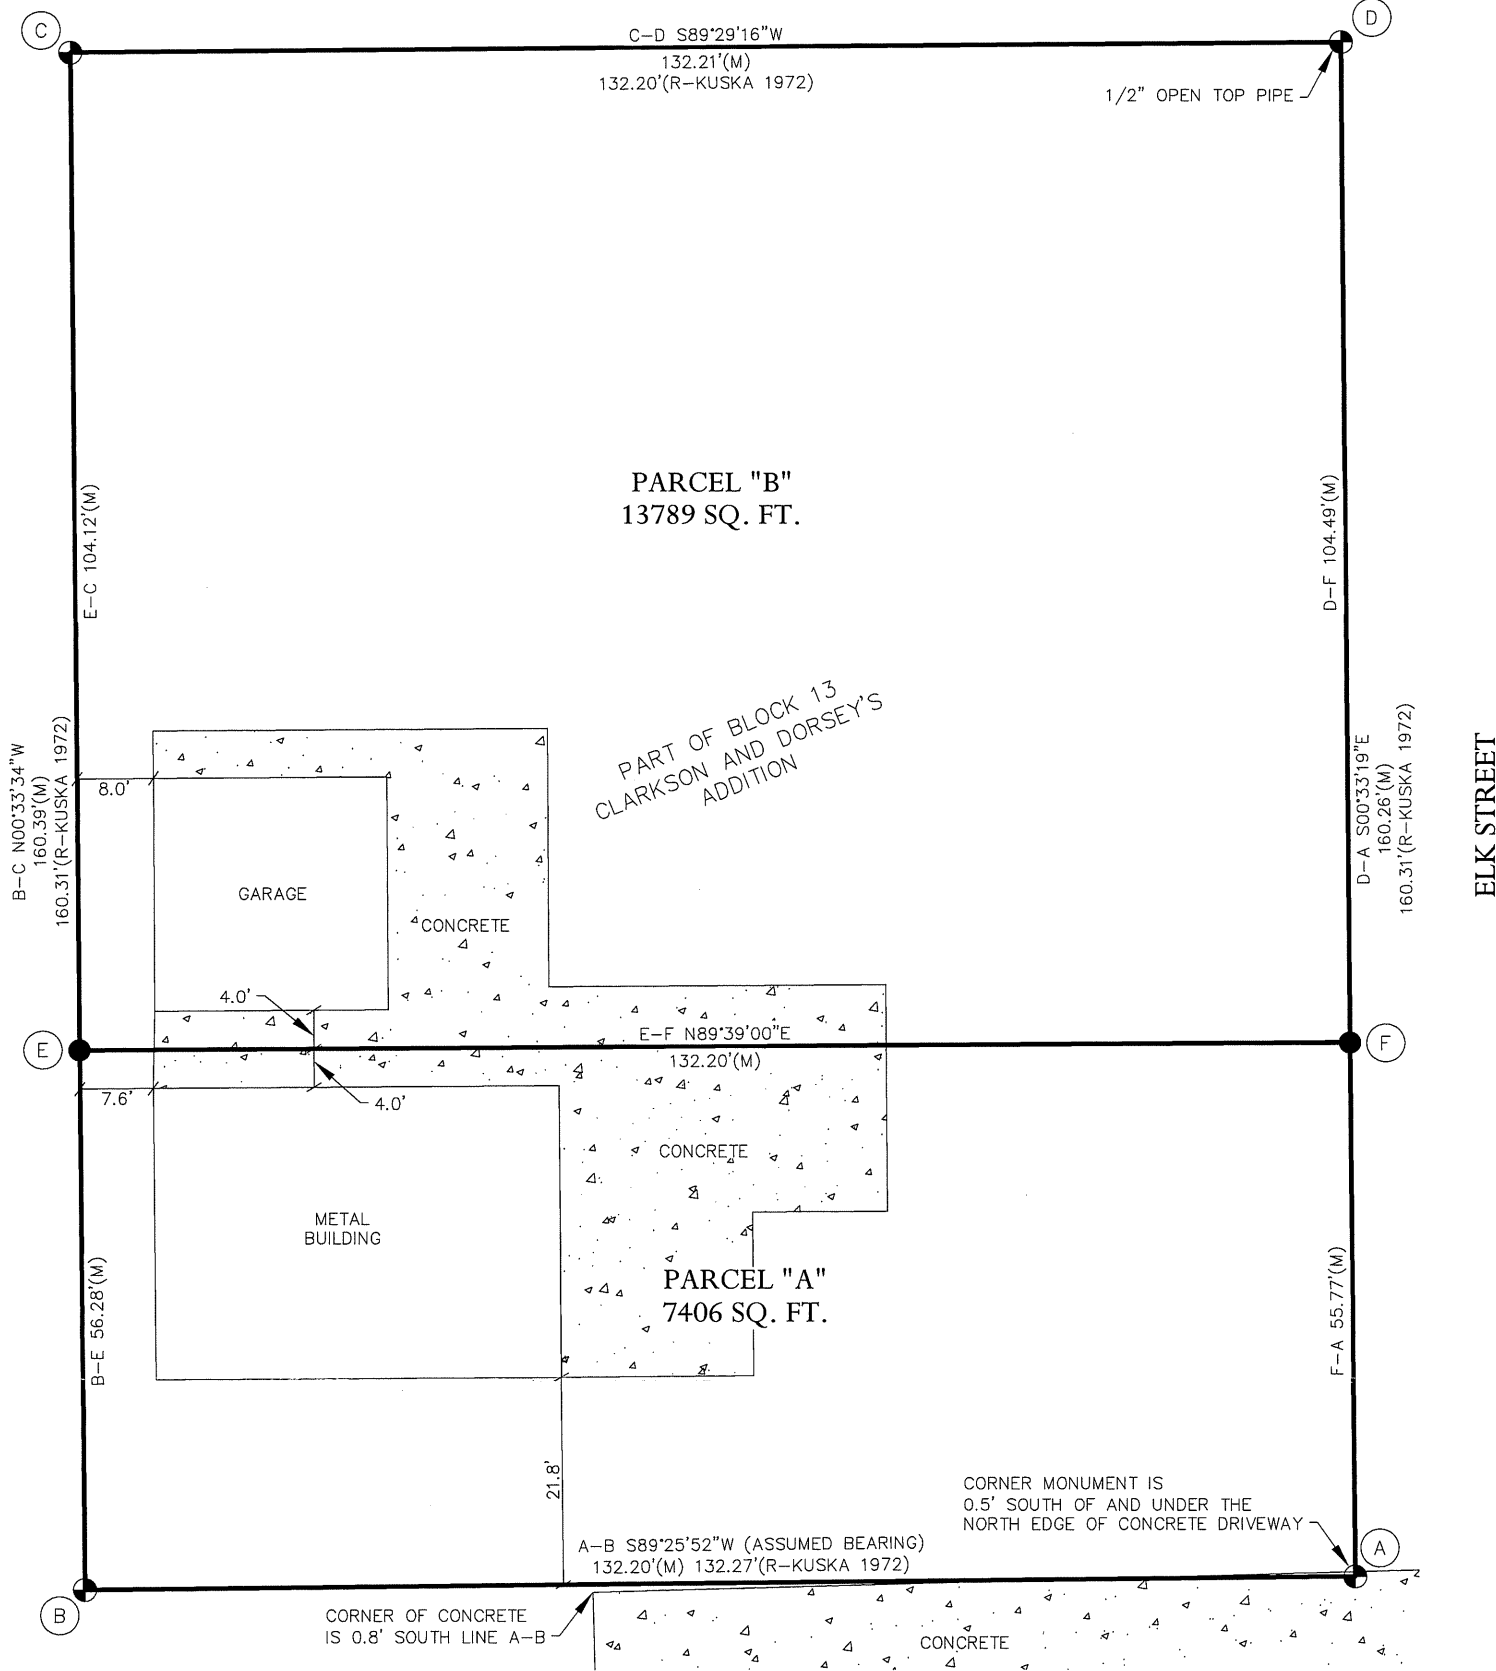 C
D
C–D S89°29'16"W
132.21'(M)
132.20'(R–KUSKA 1972)
1/2" OPEN TOP PIPE
PARCEL "B"
13789 SQ. FT.
E–C 104.12'(M)
D–F 104.49'(M)
PART OF BLOCK 13
CLARKSON AND DORSEY'S
ADDITION
B–C N00°33'34"W
160.39'(M)
160.31'(R–KUSKA 1972)
D–A S00°33'19"E
160.26'(M)
160.31'(R–KUSKA 1972)
ELK STREET
8.0'
GARAGE
CONCRETE
4.0'
E–F N89°39'00"E
132.20'(M)
E
F
7.6'
4.0'
CONCRETE
METAL
BUILDING
PARCEL "A"
7406 SQ. FT.
B–E 56.28'(M)
F–A 55.77'(M)
21.8'
CORNER MONUMENT IS
0.5' SOUTH OF AND UNDER THE
NORTH EDGE OF CONCRETE DRIVEWAY
A–B S89°25'52"W (ASSUMED BEARING)
132.20'(M) 132.27'(R–KUSKA 1972)
A
B
CORNER OF CONCRETE
IS 0.8' SOUTH LINE A–B
CONCRETE